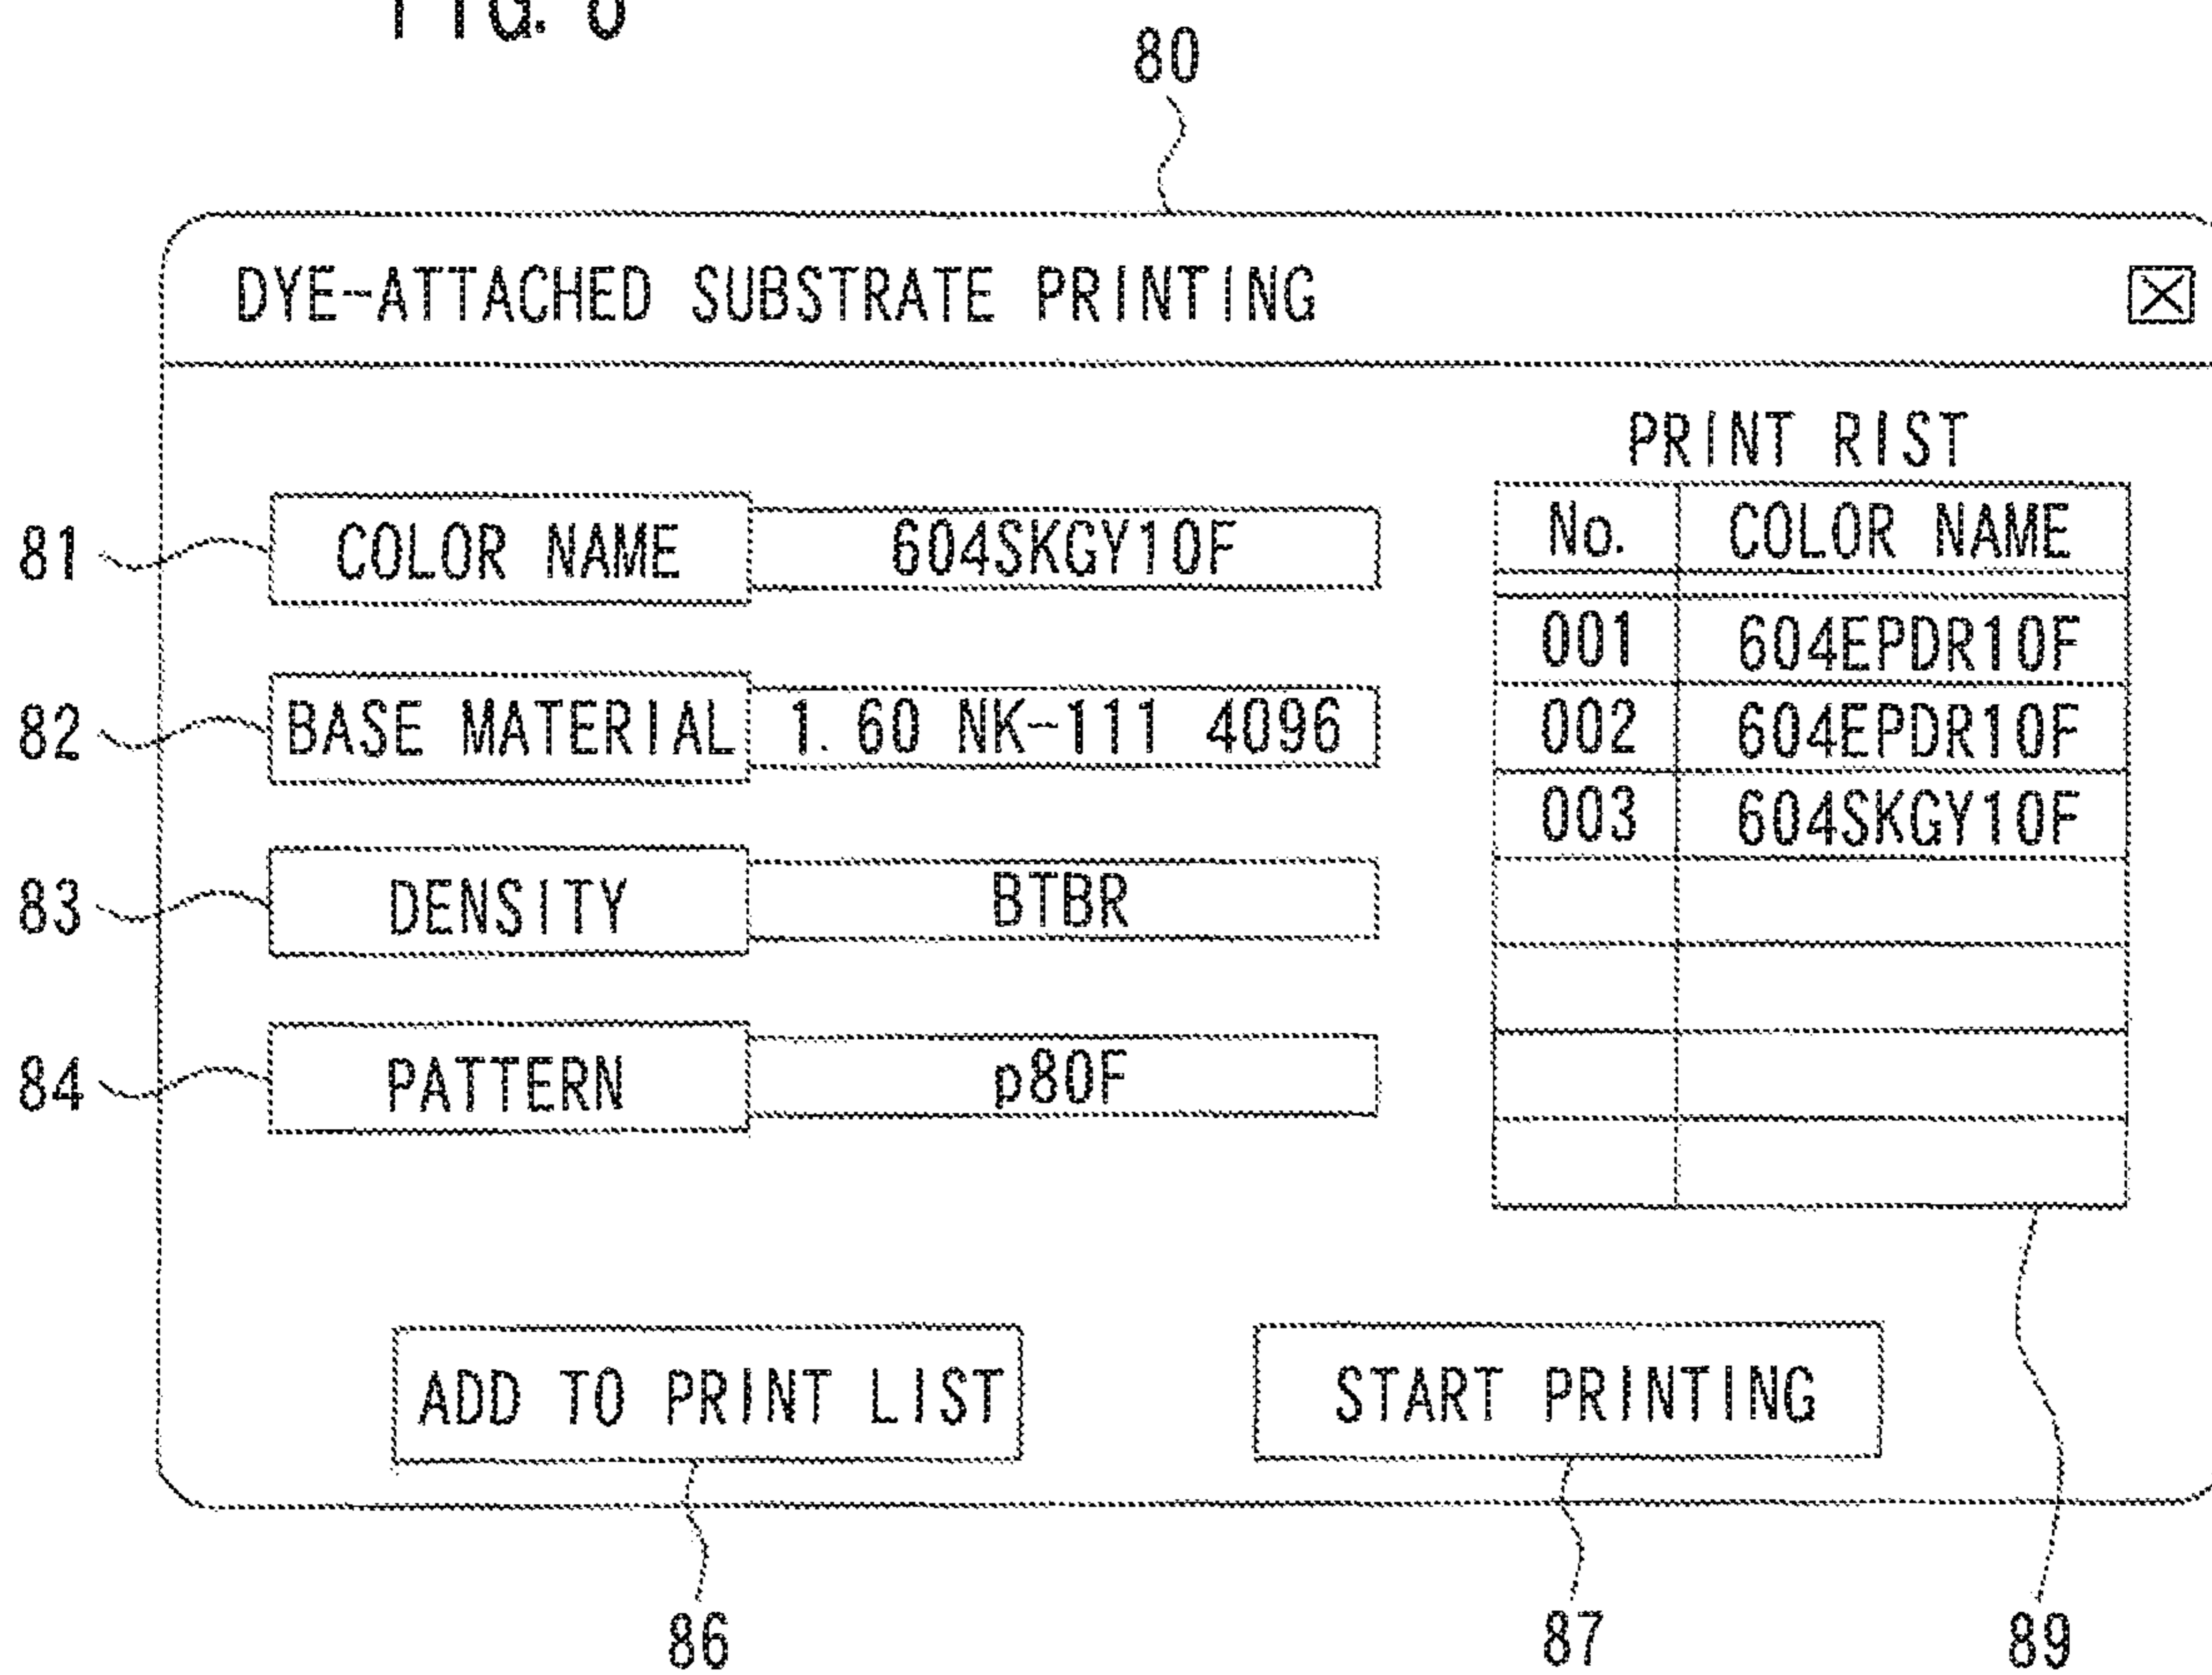 FIG.
80
DYE-ATTACHED SUBSTRATE PRINTING
PRINT RIST
No. COLOR NAME
81 COLOR NAME 604SKGY10F
001 604EPDR10F
82 BASE MATERIAL 1.60 NK-111 4096
002 604EPDR10F
003 604SKGY10F
83 DENSITY BTBR
84 PATTERN p80F
ADD TO PRINT LIST START PRINTING
86 87 89